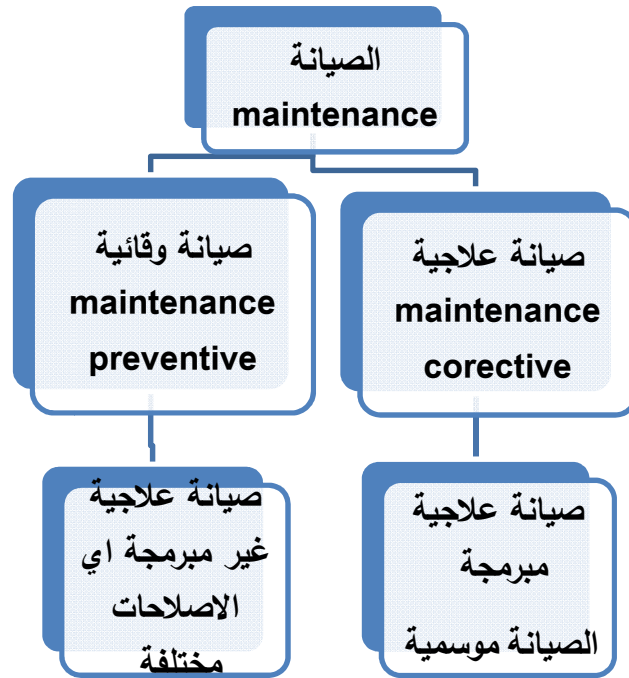 الصيانة
maintenance
صيانة وقائية
maintenance
preventive
صيانة علاجية
maintenance
corective
صيانة علاجية
غير مبرمجة اي
الاصلاحات
مختلفة
صيانة علاجية
مبرمجة
الصيانة موسمية